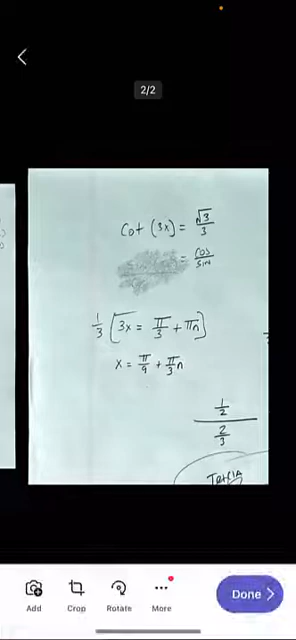 2/2
Cot (3x) = √3/3
= cos/sin
1/3 [3x = π/3 + πn]
x = π/9 + π/3 n
1/2
2/3
Add Crop Rotate More Done